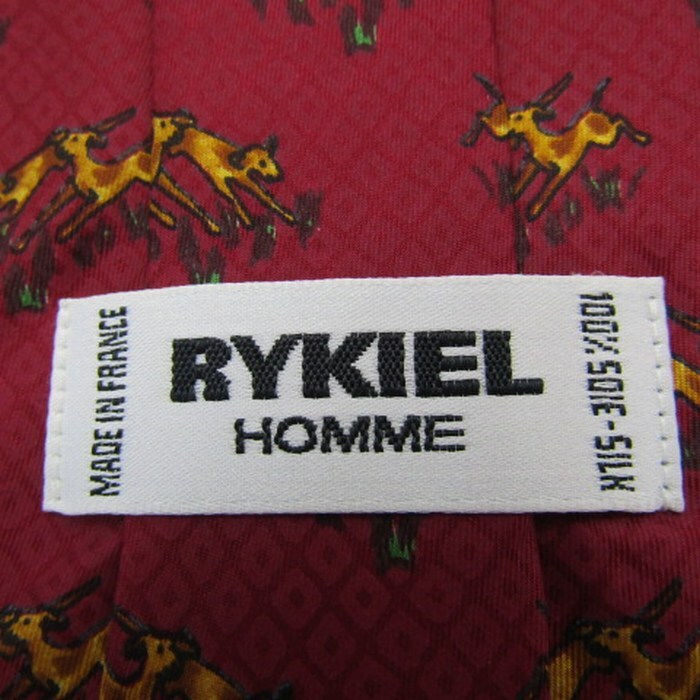 MADE IN FRANCE
RYKIEL
HOMME
100% SOIE-SILK